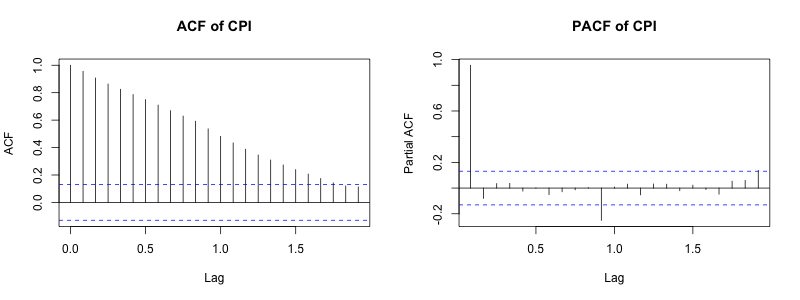 ACF of CPI
ACF
0.0 0.2 0.4 0.6 0.8 1.0
0.0 0.5 1.0 1.5
Lag
PACF of CPI
Partial ACF
-0.2 0.2 0.6 1.0
0.5 1.0 1.5
Lag